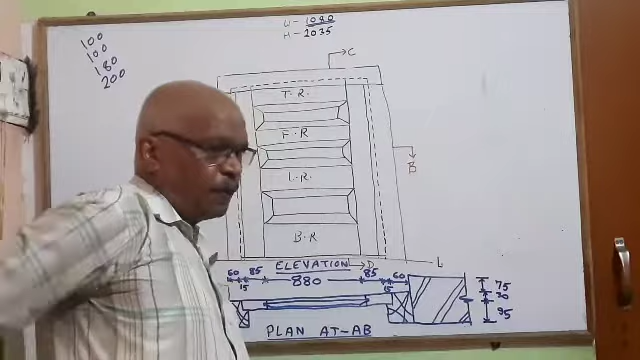 W - 1080
H - 2035
100
100
180
200
C
T.R.
F.R
B
L.R.
B.R
ELEVATION
D
L
60 85 880 85 60
15 15
75
30
95
PLAN AT-AB